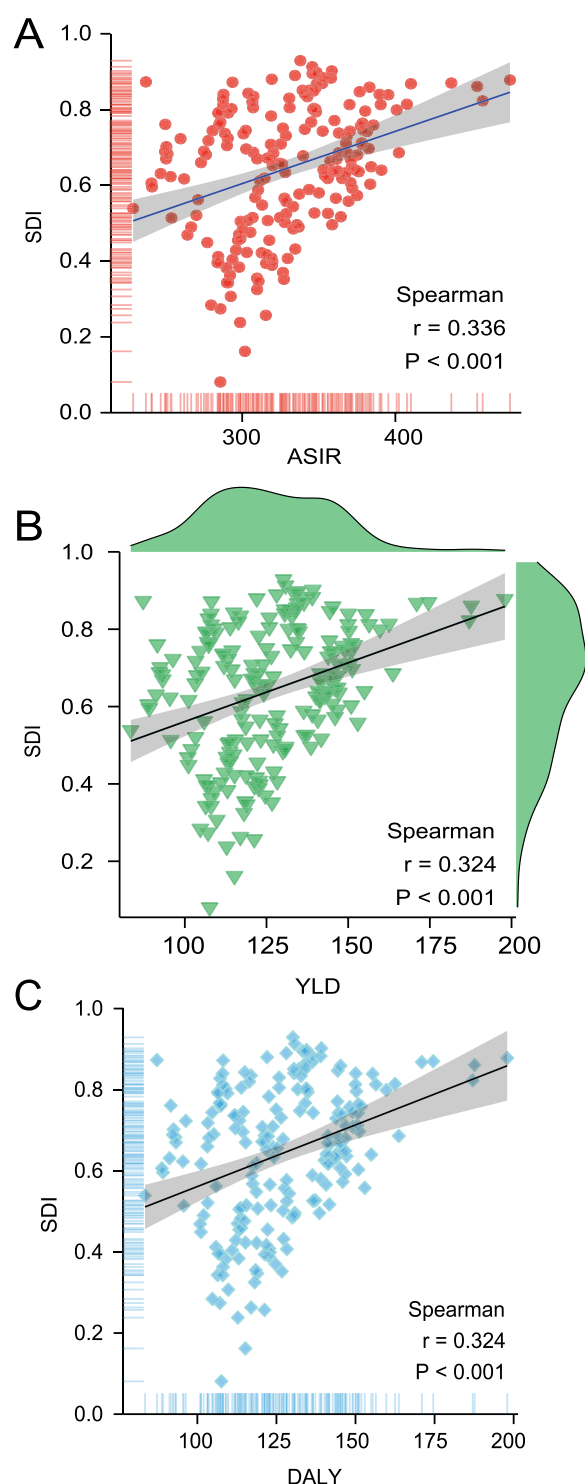 A
1.0
0.8
0.6
0.4
0.2
0.0
SDI
Spearman
r = 0.336
P < 0.001
300
400
ASIR
B
1.0
0.8
0.6
0.4
0.2
SDI
Spearman
r = 0.324
P < 0.001
100
125
150
175
200
YLD
C
1.0
0.8
0.6
0.4
0.2
0.0
SDI
Spearman
r = 0.324
P < 0.001
100
125
150
175
200
DALY